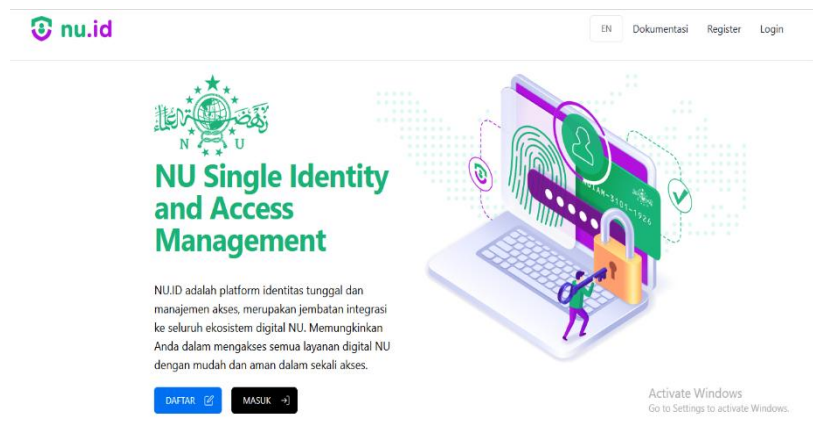 nu.id
EN Dokumentasi Register Login
نهضة العلماء
N U
NU Single Identity
and Access
Management
NU.ID adalah platform identitas tunggal dan
manajemen akses, merupakan jembatan integrasi
ke seluruh ekosistem digital NU. Memungkinkan
Anda dalam mengakses semua layanan digital NU
dengan mudah dan aman dalam sekali akses.
DAFTAR MASUK
Activate Windows
Go to Settings to activate Windows.